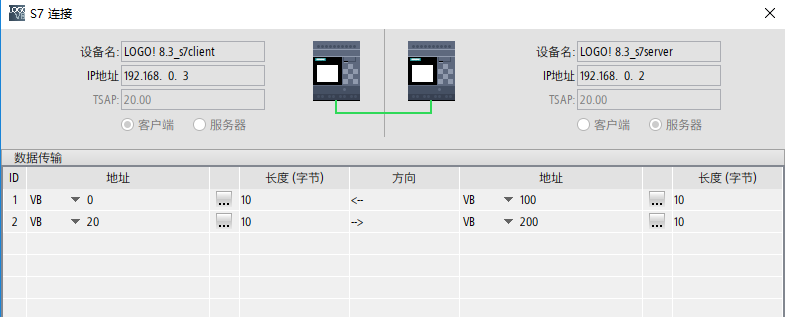 S7 连接
设备名: LOGO! 8.3_s7client
IP地址 192.168. 0. 3
TSAP: 20.00
客户端 服务器
设备名: LOGO! 8.3_s7server
IP地址 192.168. 0. 2
TSAP: 20.00
客户端 服务器
数据传输
ID 地址 长度 (字节) 方向 地址 长度 (字节)
1 VB 0 ... 10 <-- VB 100 ... 10
2 VB 20 ... 10 --> VB 200 ... 10